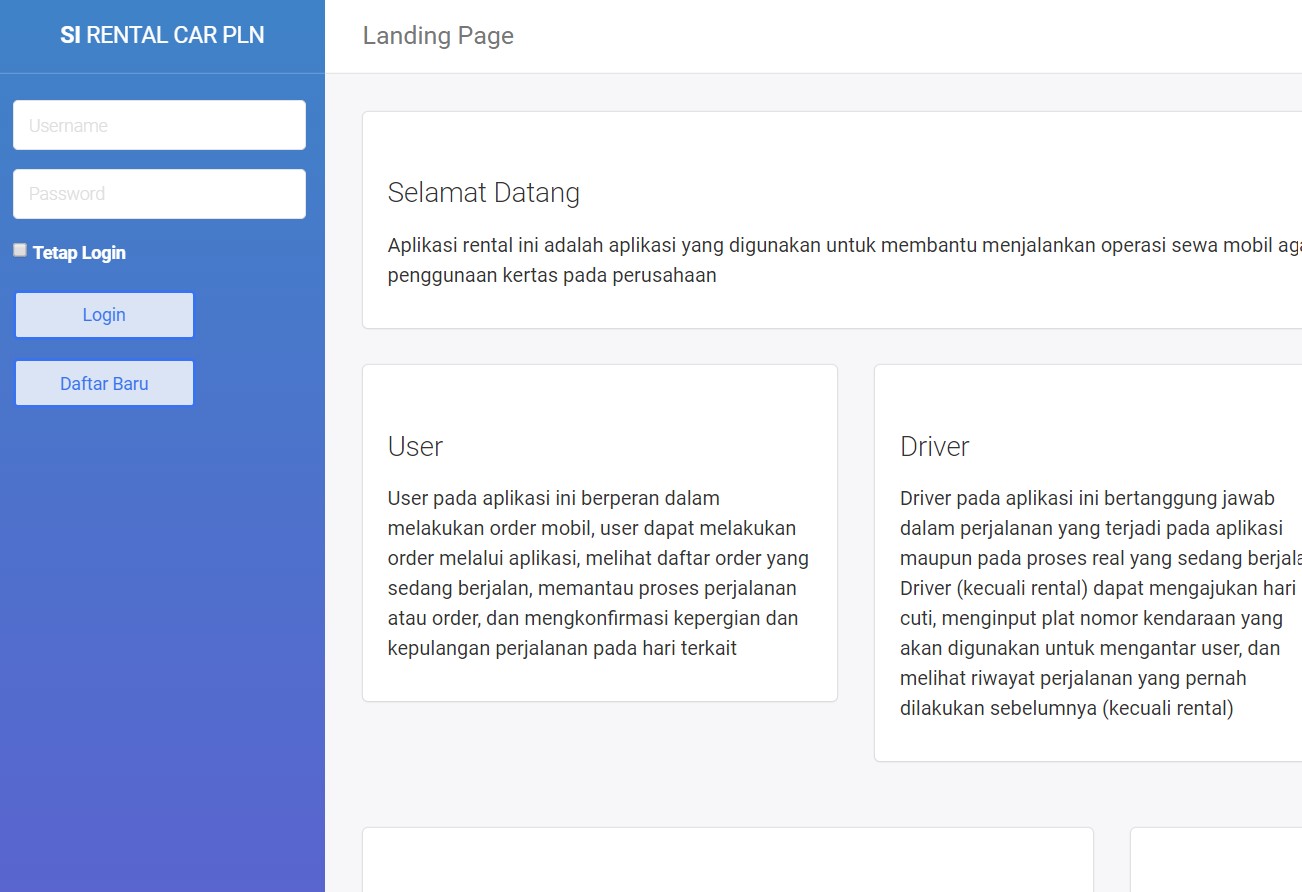 SI RENTAL CAR PLN
Username
Password
Tetap Login
Login
Daftar Baru
Landing Page
Selamat Datang
Aplikasi rental ini adalah aplikasi yang digunakan untuk membantu menjalankan operasi sewa mobil
penggunaan kertas pada perusahaan
User
User pada aplikasi ini berperan dalam
melakukan order mobil, user dapat melakukan
order melalui aplikasi, melihat daftar order yang
sedang berjalan, memantau proses perjalanan
atau order, dan mengkonfirmasi kepergian dan
kepulangan perjalanan pada hari terkait
Driver
Driver pada aplikasi ini bertanggung jawab
dalam perjalanan yang terjadi pada aplikasi
maupun pada proses real yang sedang
Driver (kecuali rental) dapat mengajukan hari
cuti, menginput plat nomor kendaraan yang
akan digunakan untuk mengantar user, dan
melihat riwayat perjalanan yang pernah
dilakukan sebelumnya (kecuali rental)